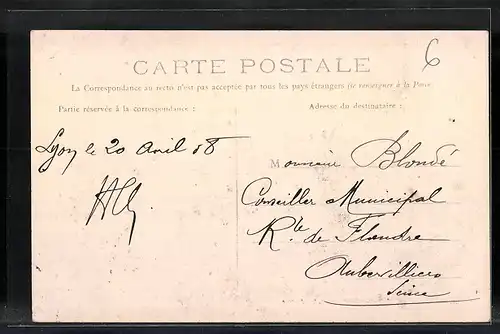 6
CARTE POSTALE
La Correspondance au recto n'est pas acceptée par tous les pays étrangers (se renseigner à la Poste
Partie réservée à la correspondance :
Adresse du destinataire :
Lyon le 20 Avril 08
Monsieur Blondé
Conseiller Municipal
R.te de Flandre
Aubervilliers
Seine